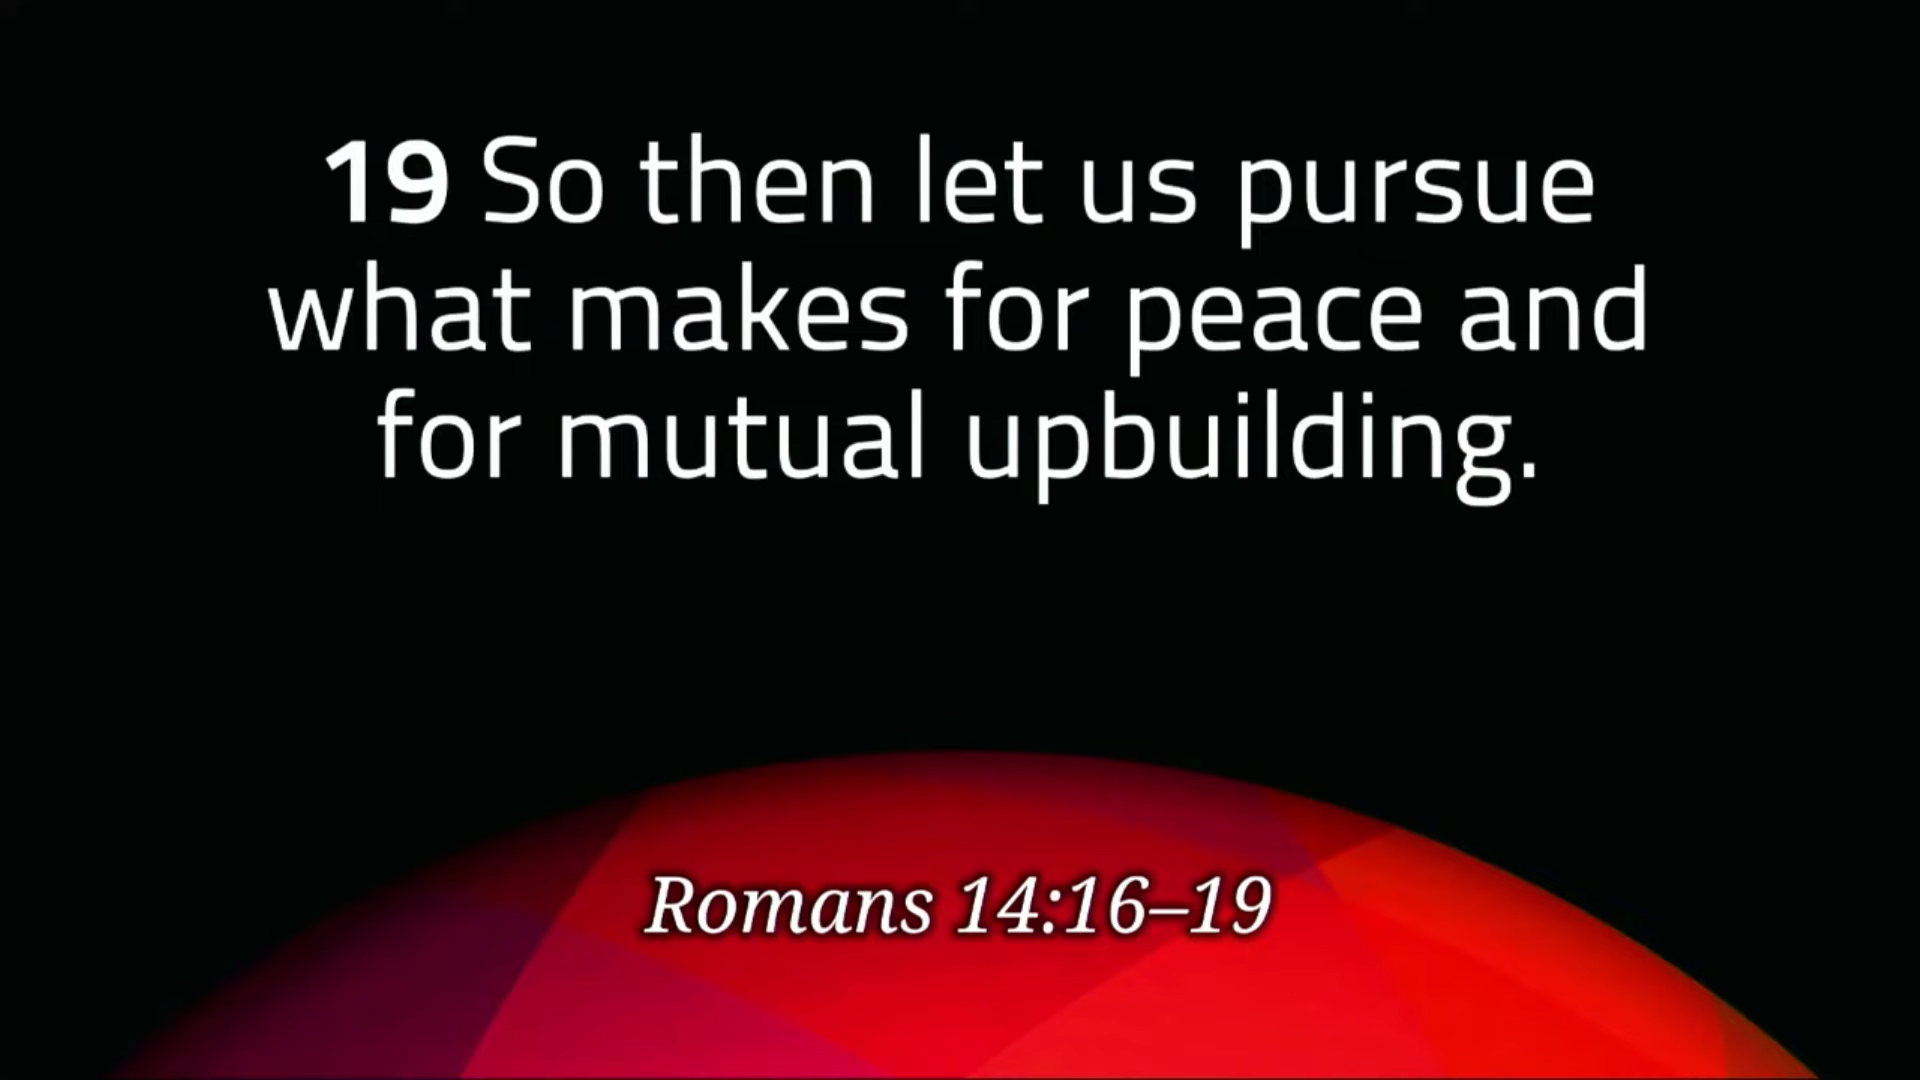 19 So then let us pursue
what makes for peace and
for mutual upbuilding.
Romans 14:16–19